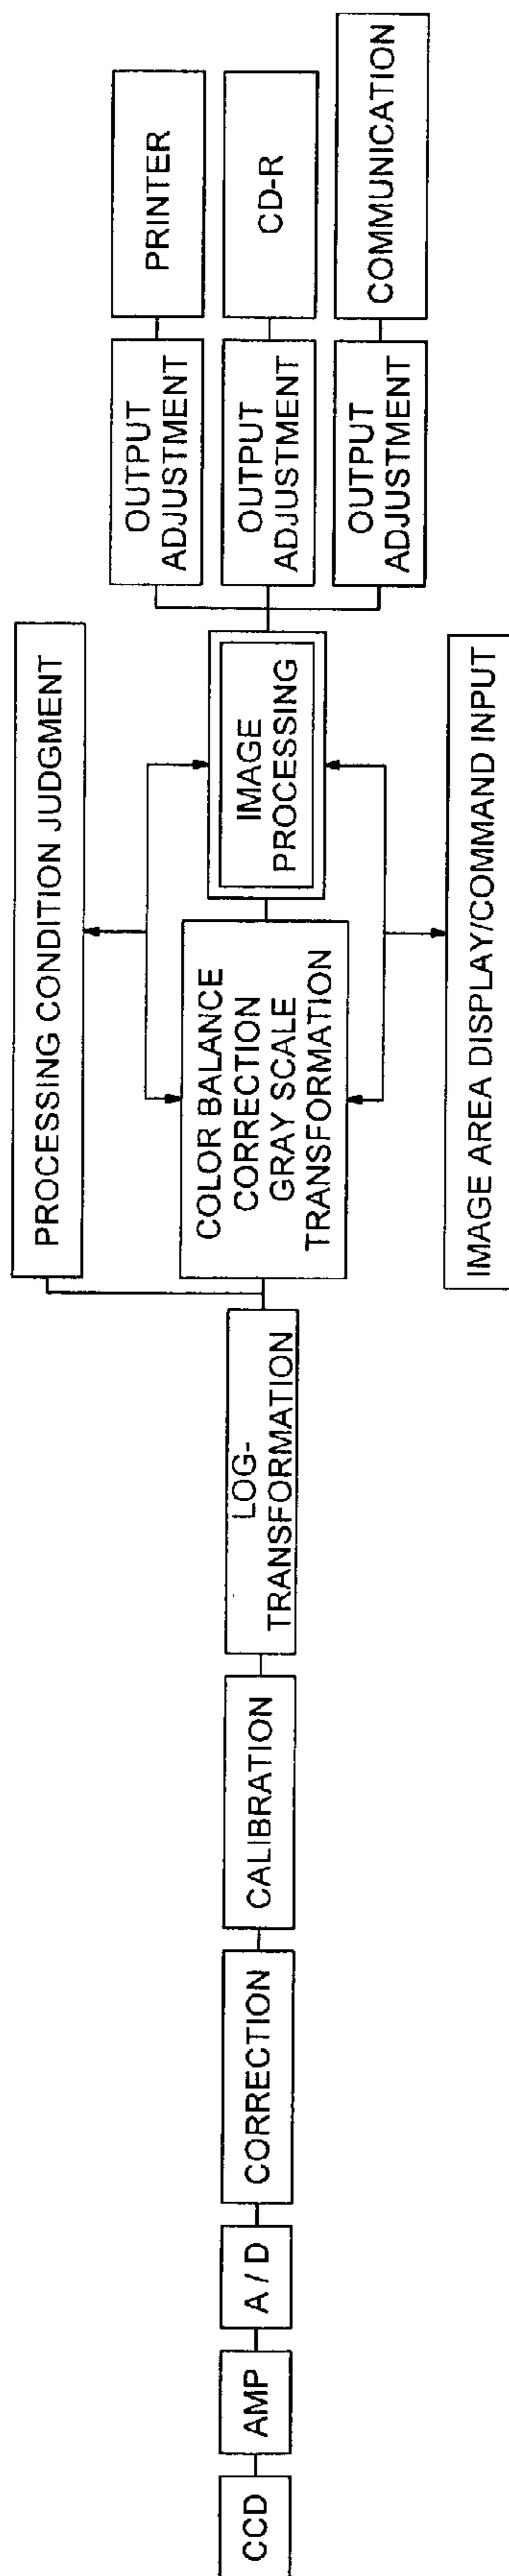 CCD
AMP
A / D
CORRECTION
CALIBRATION
LOG-
TRANSFORMATION
PROCESSING CONDITION JUDGMENT
COLOR BALANCE
CORRECTION
GRAY SCALE
TRANSFORMATION
IMAGE AREA DISPLAY/COMMAND INPUT
IMAGE
PROCESSING
OUTPUT
ADJUSTMENT
PRINTER
OUTPUT
ADJUSTMENT
CD-R
OUTPUT
ADJUSTMENT
COMMUNICATION